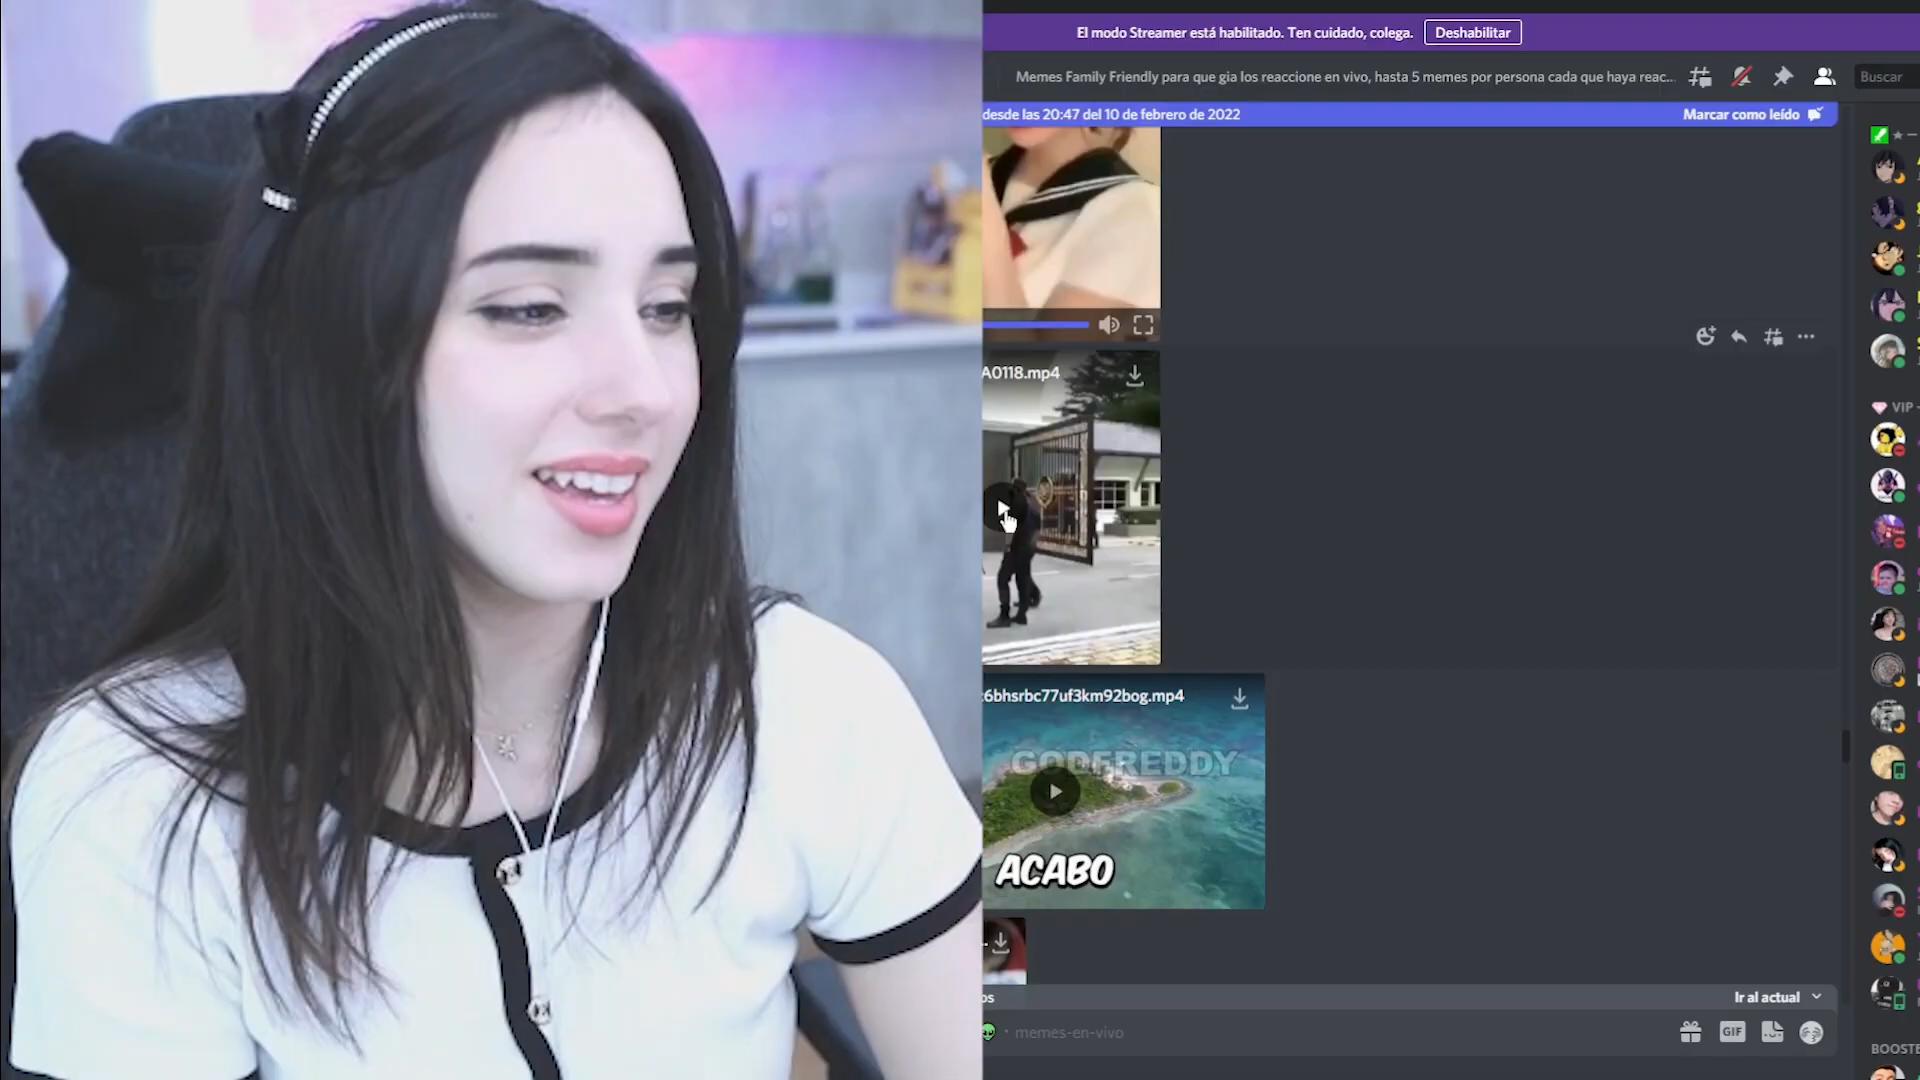 El modo Streamer está habilitado. Ten cuidado, colega.
Deshabilitar
Memes Family Friendly para que gia los reaccione en vivo, hasta 5 memes por persona cada que haya reac...
Buscar
desde las 20:47 del 10 de febrero de 2022
Marcar como leído
A0118.mp4
VIP
6bhsrbc77uf3km92bog.mp4
GODFREDDY
ACABO
os
Ir al actual
memes-en-vivo
GIF
BOOSTE